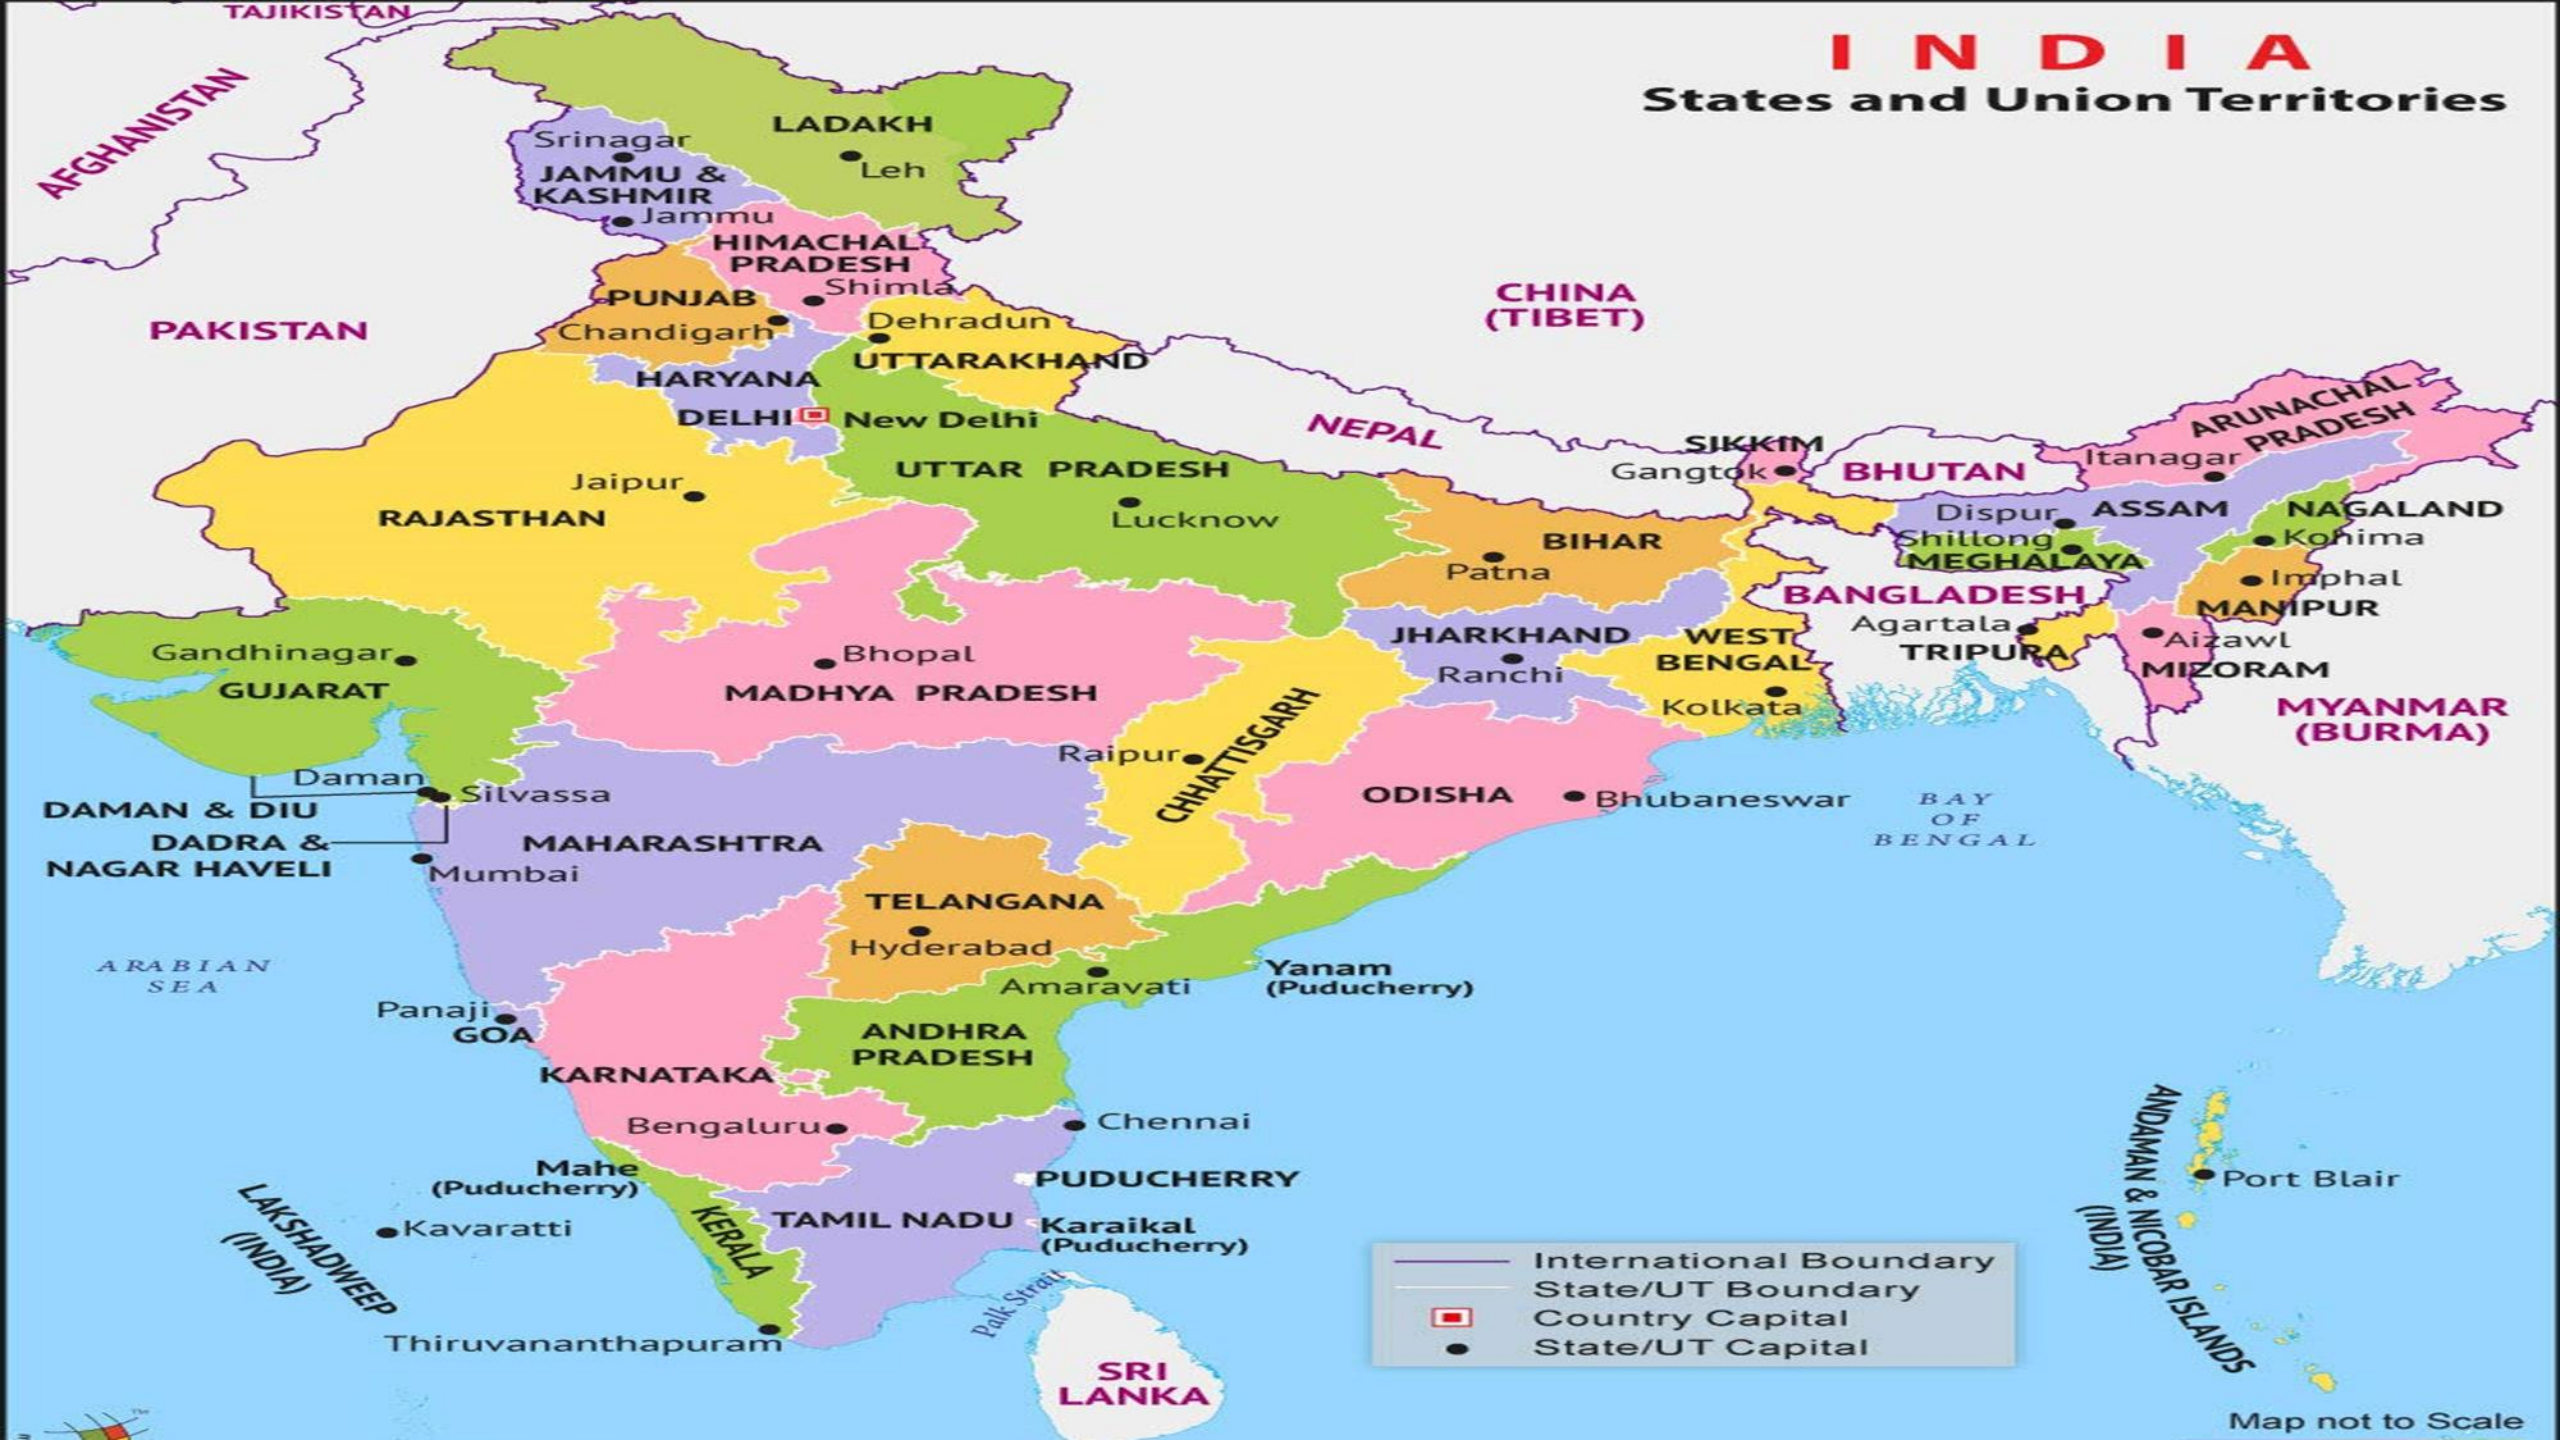 TAJIKISTAN
I N D I A
States and Union Territories
AFGHANISTAN
LADAKH
Leh
Srinagar
JAMMU &
KASHMIR
Jammu
HIMACHAL
PRADESH
Shimla
PUNJAB
Chandigarh
PAKISTAN
CHINA
(TIBET)
Dehradun
UTTARAKHAND
HARYANA
DELHI
New Delhi
NEPAL
SIKKIM
Gangtok
BHUTAN
ARUNACHAL
PRADESH
Itanagar
UTTAR PRADESH
Lucknow
Jaipur
RAJASTHAN
BIHAR
Patna
Dispur
ASSAM
NAGALAND
Kohima
Shillong
MEGHALAYA
Imphal
MANIPUR
BANGLADESH
Agartala
TRIPURA
Aizawl
MIZORAM
MYANMAR
(BURMA)
JHARKHAND
Ranchi
WEST
BENGAL
Kolkata
Gandhinagar
GUJARAT
Bhopal
MADHYA PRADESH
Raipur
CHHATTISGARH
ODISHA
Bhubaneswar
BAY
OF
BENGAL
Daman
Silvassa
DAMAN & DIU
DADRA &
NAGAR HAVELI
MAHARASHTRA
Mumbai
TELANGANA
Hyderabad
ARABIAN
SEA
Amaravati
Yanam
(Puducherry)
Panaji
GOA
ANDHRA
PRADESH
KARNATAKA
Bengaluru
Chennai
Mahe
(Puducherry)
PUDUCHERRY
LAKSHADWEEP
(INDIA)
Kavaratti
KERALA
TAMIL NADU
Karaikal
(Puducherry)
Palk Strait
Thiruvananthapuram
SRI
LANKA
ANDAMAN & NICOBAR ISLANDS
(INDIA)
Port Blair
International Boundary
State/UT Boundary
Country Capital
State/UT Capital
Map not to Scale